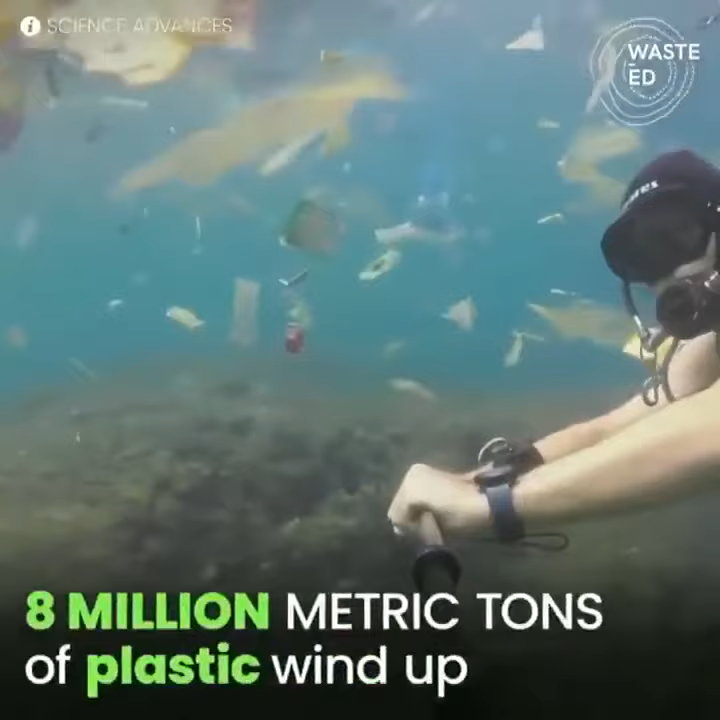 SCIENCE ADVANCES
WASTE
-ED
8 MILLION METRIC TONS
of plastic wind up